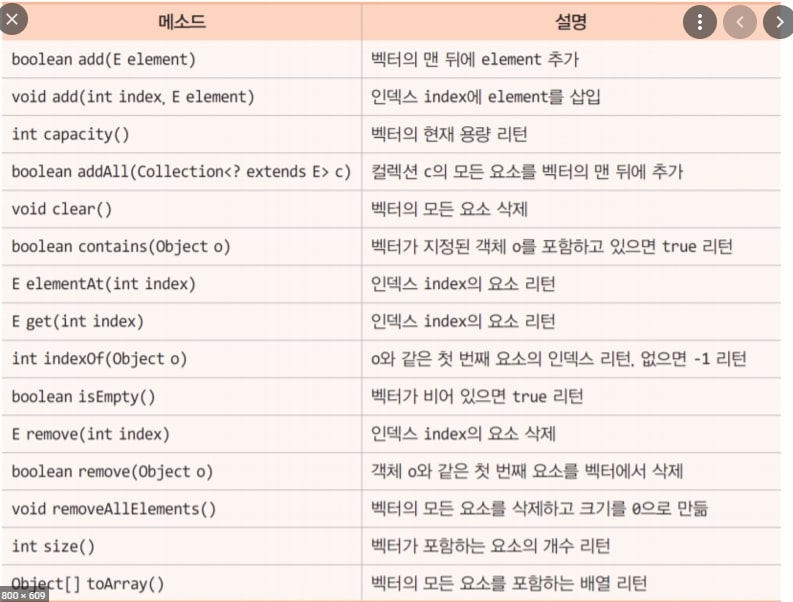 메소드 설명
boolean add(E element) 벡터의 맨 뒤에 element 추가
void add(int index, E element) 인덱스 index에 element를 삽입
int capacity() 벡터의 현재 용량 리턴
boolean addAll(Collection<? extends E> c) 컬렉션 c의 모든 요소를 벡터의 맨 뒤에 추가
void clear() 벡터의 모든 요소 삭제
boolean contains(Object o) 벡터가 지정된 객체 o를 포함하고 있으면 true 리턴
E elementAt(int index) 인덱스 index의 요소 리턴
E get(int index) 인덱스 index의 요소 리턴
int indexOf(Object o) o와 같은 첫 번째 요소의 인덱스 리턴, 없으면 -1 리턴
boolean isEmpty() 벡터가 비어 있으면 true 리턴
E remove(int index) 인덱스 index의 요소 삭제
boolean remove(Object o) 객체 o와 같은 첫 번째 요소를 벡터에서 삭제
void removeAllElements() 벡터의 모든 요소를 삭제하고 크기를 0으로 만듦
int size() 벡터가 포함하는 요소의 개수 리턴
Object[] toArray() 벡터의 모든 요소를 포함하는 배열 리턴
800 × 609